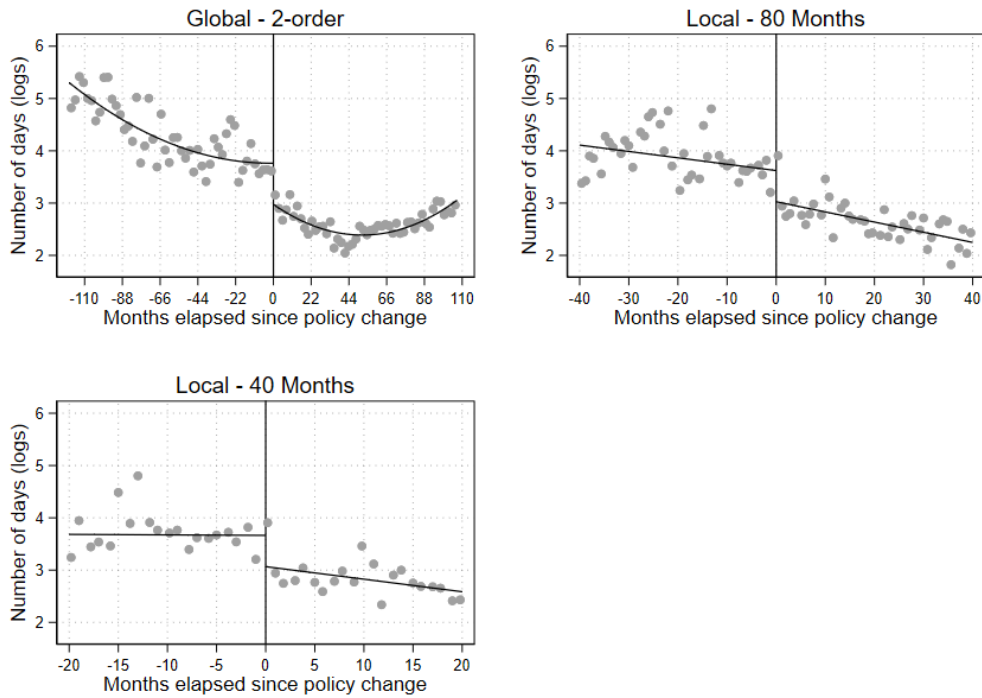 Global - 2-order
Number of days (logs)
6
5
4
3
2
-110 -88 -66 -44 -22 0 22 44 66 88 110
Months elapsed since policy change
Local - 80 Months
Number of days (logs)
6
5
4
3
2
-40 -30 -20 -10 0 10 20 30 40
Months elapsed since policy change
Local - 40 Months
Number of days (logs)
6
5
4
3
2
-20 -15 -10 -5 0 5 10 15 20
Months elapsed since policy change